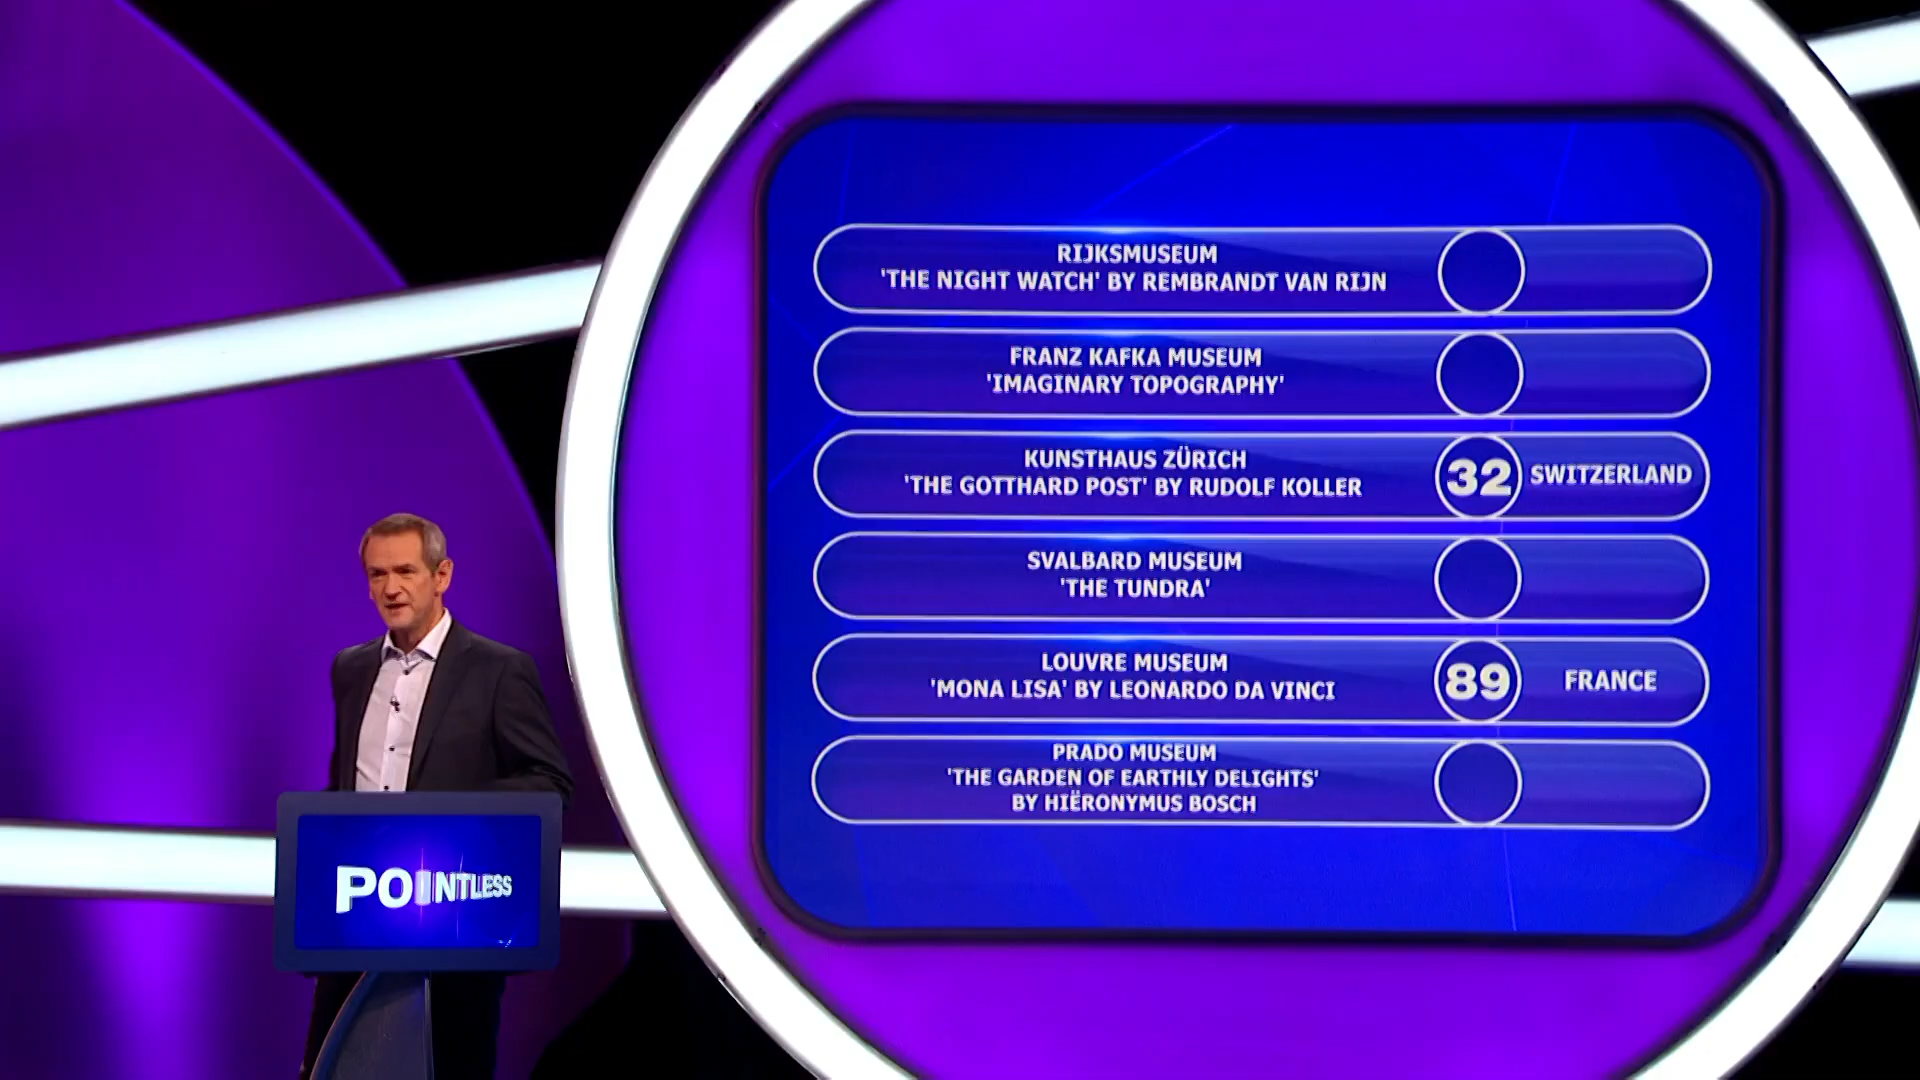 RIJKSMUSEUM
'THE NIGHT WATCH' BY REMBRANDT VAN RIJN
FRANZ KAFKA MUSEUM
'IMAGINARY TOPOGRAPHY'
KUNSTHAUS ZÜRICH
'THE GOTTHARD POST' BY RUDOLF KOLLER
32 SWITZERLAND
SVALBARD MUSEUM
'THE TUNDRA'
LOUVRE MUSEUM
'MONA LISA' BY LEONARDO DA VINCI
89 FRANCE
PRADO MUSEUM
'THE GARDEN OF EARTHLY DELIGHTS'
BY HIËRONYMUS BOSCH
POINTLESS